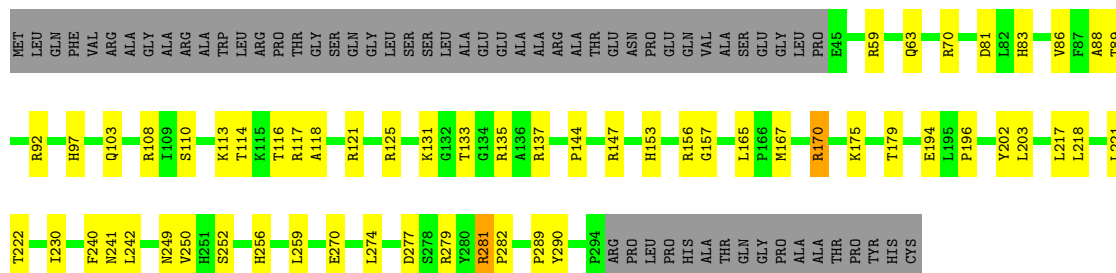 MET LEU GLN PHE VAL ARG ALA GLY ALA ARG ALA TRP LEU ARG PRO THR GLY SER GLN GLY LEU SER SER LEU ALA GLU GLU ALA ALA ARG ALA THR GLU ASN PRO GLU GLN VAL ALA SER GLU GLY LEU PRO E45 R59 Q63 R70 D81 L82 H83 V86 F87 A88 T89
R92 H97 Q103 R108 I109 S110 K113 T114 K115 T116 R117 A118 R121 R125 K131 G132 T133 G134 R135 A136 R137 P144 R147 H153 R156 G157 L165 P166 M167 R170 K175 T179 E194 L195 P196 Y202 L203 L217 L218 L221
T222 I230 F240 N241 L242 N249 V250 H251 S252 H256 L259 E270 L274 D277 S278 R279 Y280 R281 P282 P289 Y290 P294 ARG PRO LEU PRO HIS ALA THR GLN GLY PRO ALA ALA THR PRO TYR HIS CYS